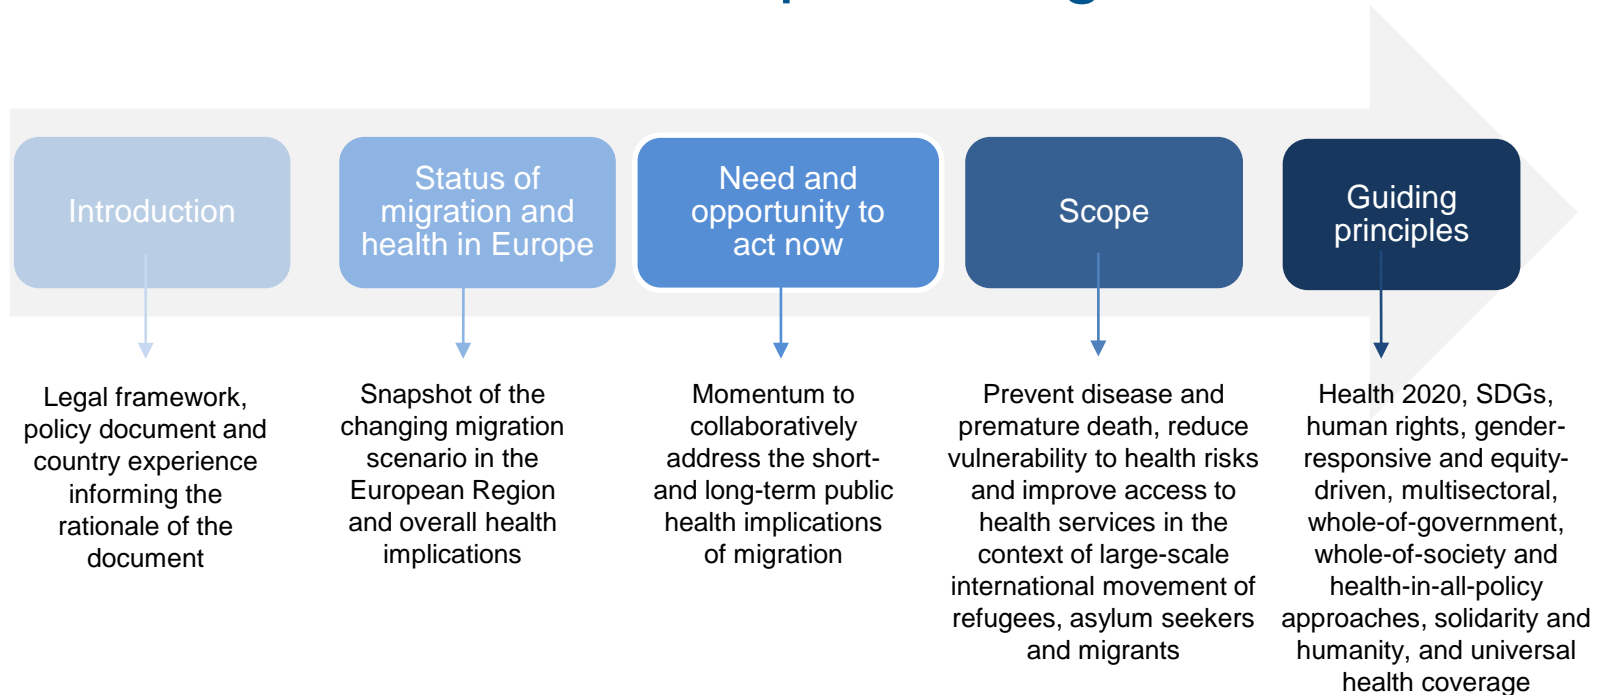 Introduction
Status of
migration and
health in Europe
Need and
opportunity to
act now
Scope
Guiding
principles
Legal framework,
policy document and
country experience
informing the
rationale of the
document
Snapshot of the
changing migration
scenario in the
European Region
and overall health
implications
Momentum to
collaboratively
address the short-
and long-term public
health implications
of migration
Prevent disease and
premature death, reduce
vulnerability to health risks
and improve access to
health services in the
context of large-scale
international movement of
refugees, asylum seekers
and migrants
Health 2020, SDGs,
human rights, gender-
responsive and equity-
driven, multisectoral,
whole-of-government,
whole-of-society and
health-in-all-policy
approaches, solidarity and
humanity, and universal
health coverage